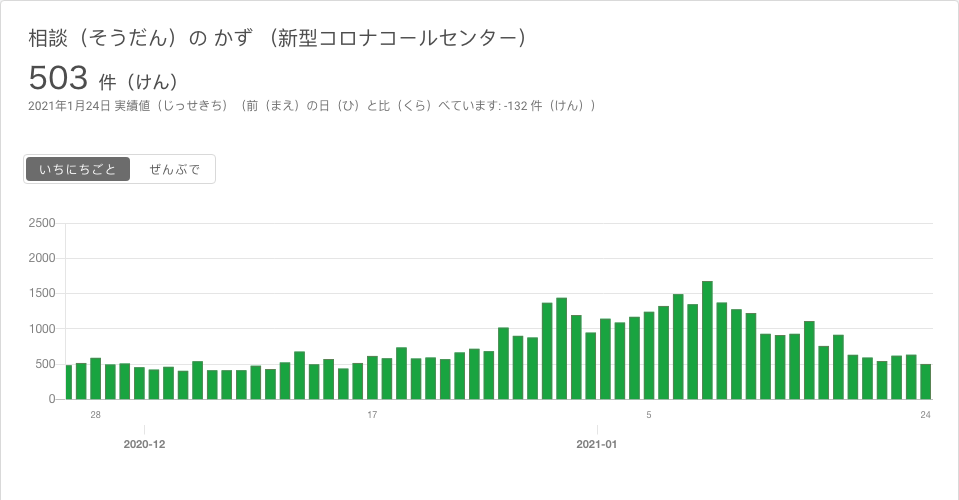 相談（そうだん）の かず （新型コロナコールセンター）
503 件（けん）
2021年1月24日 実績値（じっせきち）（前（まえ）の日（ひ）と比（くら）べています: -132 件（けん））
いちにちごと ぜんぶで
2500
2000
1500
1000
500
0
28 17 5 24
2020-12 2021-01